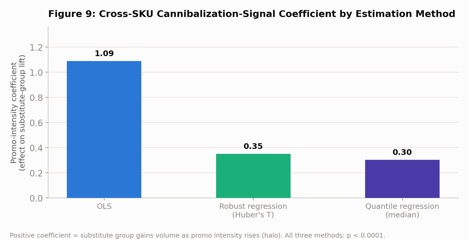 Figure 9: Cross-SKU Cannibalization-Signal Coefficient by Estimation Method
Promo-intensity coefficient
(effect on substitute-group lift)
1.2
1.0
0.8
0.6
0.4
0.2
0.0
1.09
0.35
0.30
OLS
Robust regression
(Huber's T)
Quantile regression
(median)
Positive coefficient = substitute group gains volume as promo intensity rises (halo). All three methods: p < 0.0001.